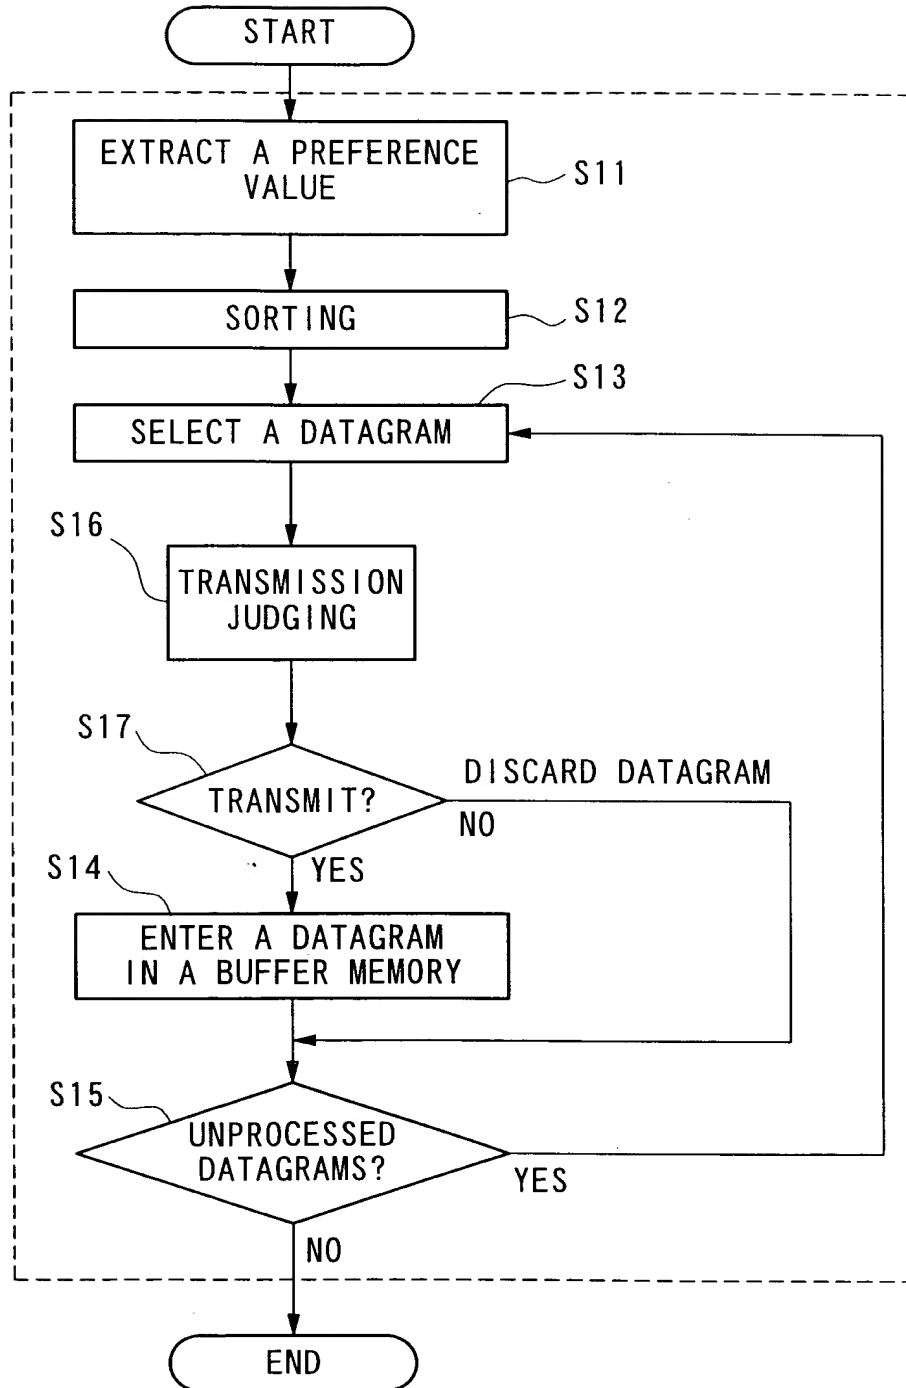 START
EXTRACT A PREFERENCE
VALUE
S11
SORTING
S12
S13
SELECT A DATAGRAM
S16
TRANSMISSION
JUDGING
S17
TRANSMIT?
DISCARD DATAGRAM
NO
YES
S14
ENTER A DATAGRAM
IN A BUFFER MEMORY
S15
UNPROCESSED
DATAGRAMS?
YES
NO
END